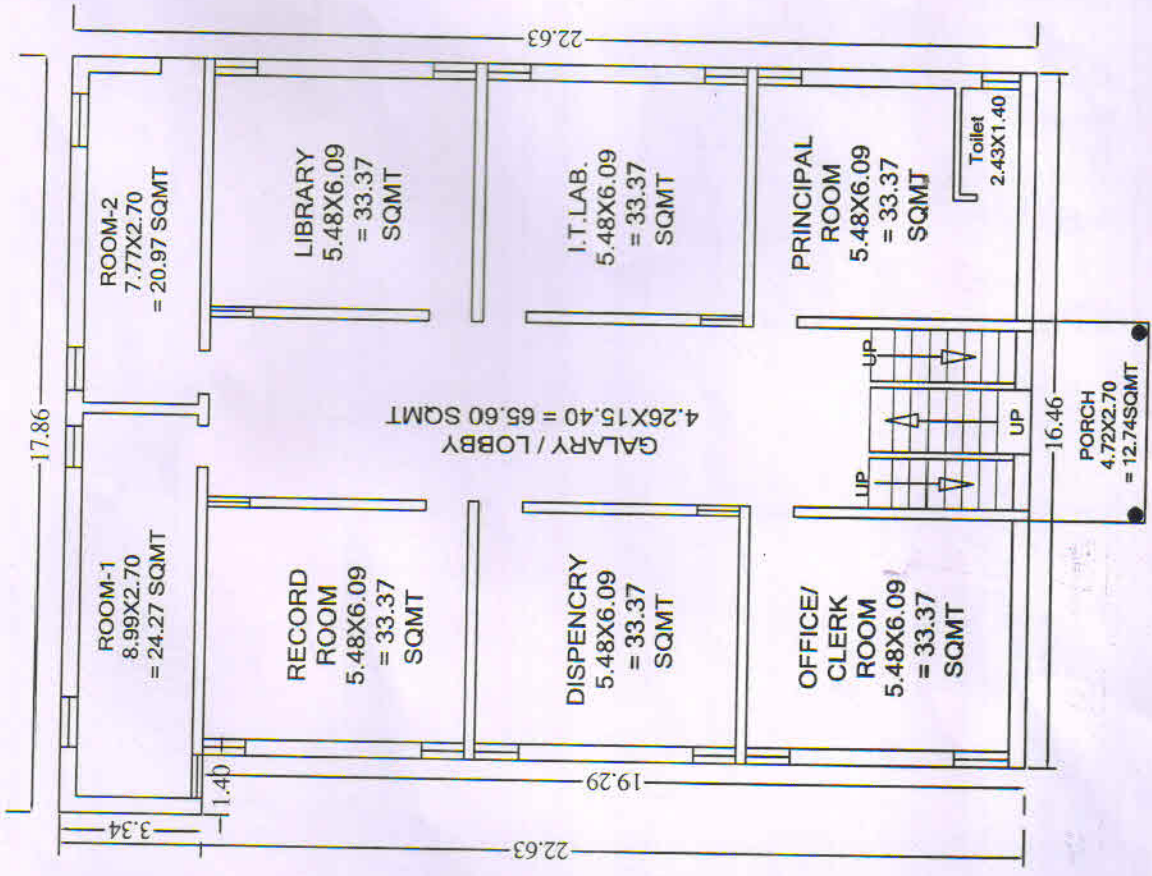 17.86
ROOM-1
8.99X2.70
= 24.27 SQMT
ROOM-2
7.77X2.70
= 20.97 SQMT
3.34
1.40
22.63
19.29
22.63
RECORD
ROOM
5.48X6.09
= 33.37
SQMT
LIBRARY
5.48X6.09
= 33.37
SQMT
GALARY / LOBBY
4.26X15.40 = 65.60 SQMT
DISPENCRY
5.48X6.09
= 33.37
SQMT
I.T.LAB.
5.48X6.09
= 33.37
SQMT
OFFICE/
CLERK
ROOM
5.48X6.09
= 33.37
SQMT
UP
UP
UP
PRINCIPAL
ROOM
5.48X6.09
= 33.37
SQMT
Toilet
2.43X1.40
16.46
PORCH
4.72X2.70
= 12.74SQMT